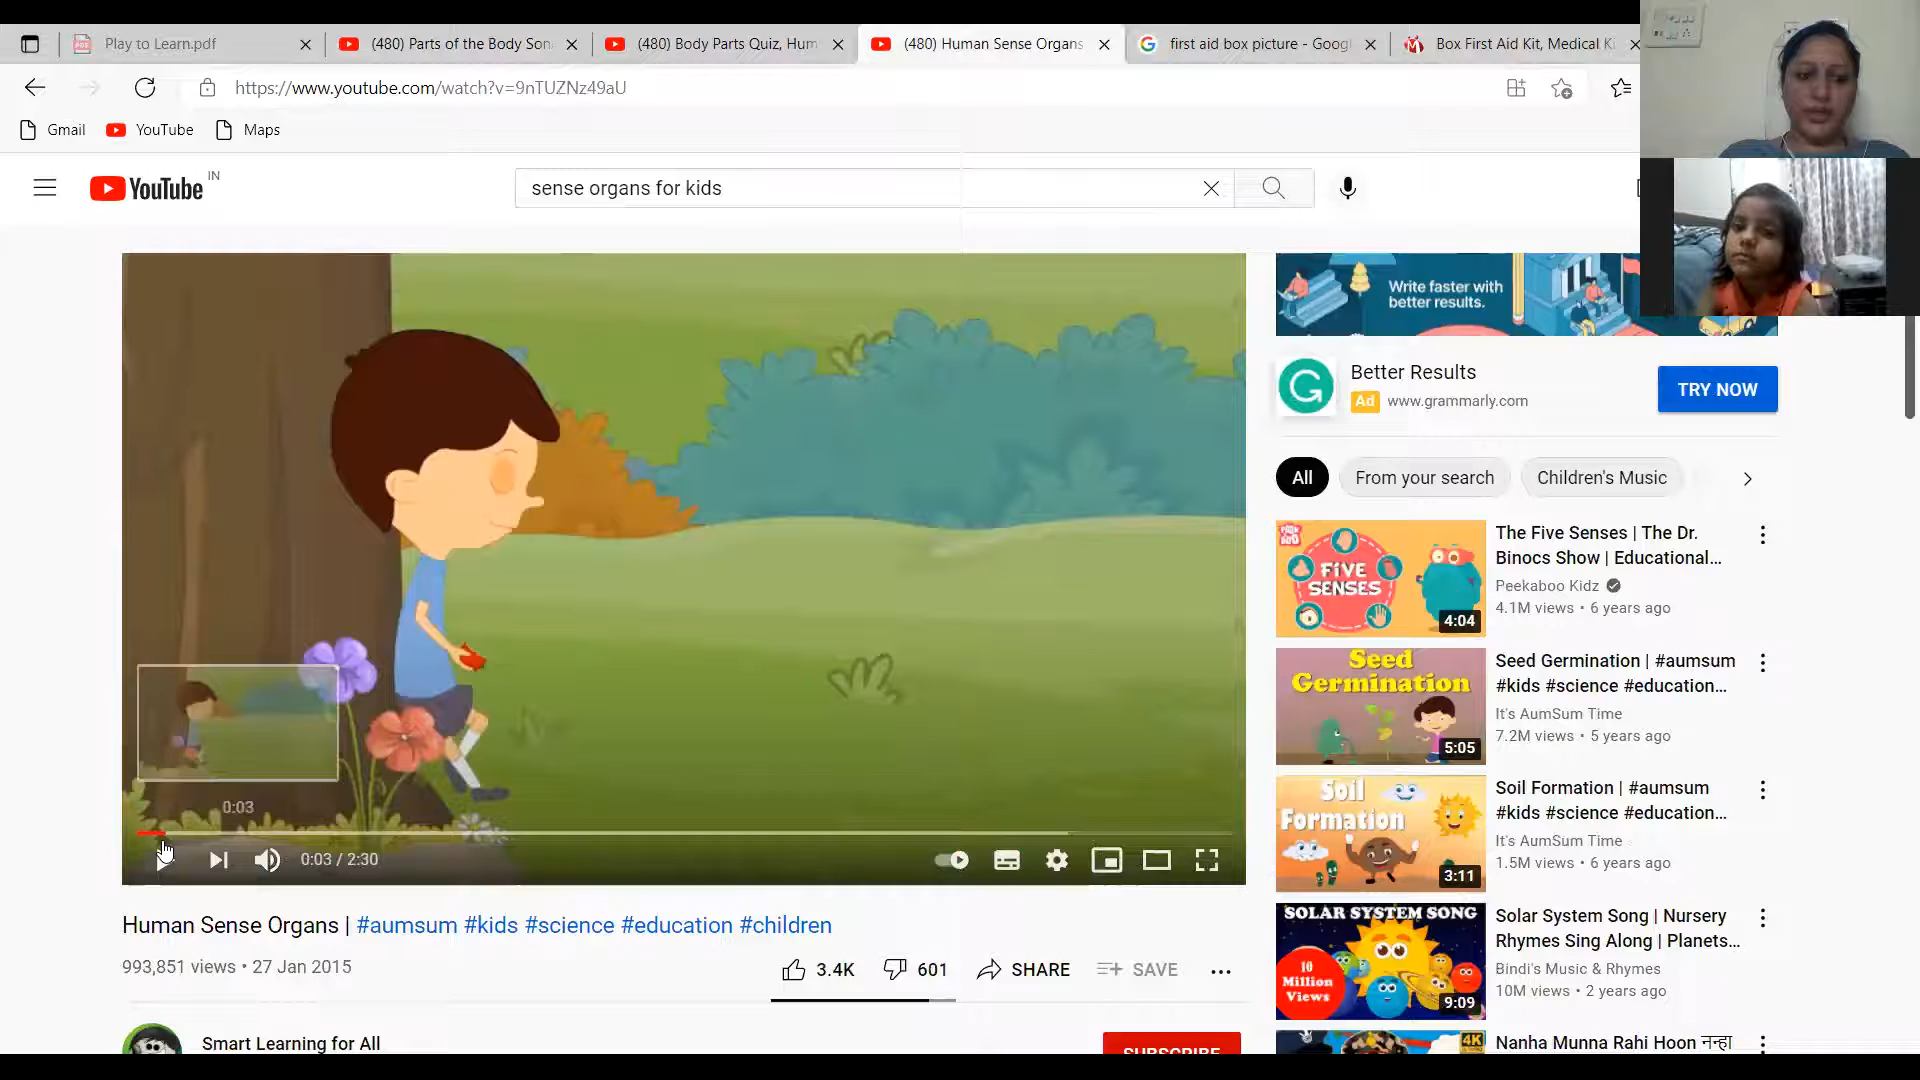 Play to Learn.pdf
(480) Parts of the Body Son
(480) Body Parts Quiz, Hum
(480) Human Sense Organs
first aid box picture - Googl
Box First Aid Kit, Medical Ki
https://www.youtube.com/watch?v=9nTUZNz49aU
Gmail
YouTube
Maps
YouTube IN
sense organs for kids
Write faster with
better results.
Better Results
Ad www.grammarly.com
TRY NOW
All
From your search
Children's Music
FIVE
SENSES
4:04
The Five Senses | The Dr.
Binocs Show | Educational...
Peekaboo Kidz
4.1M views • 6 years ago
Seed
Germination
5:05
Seed Germination | #aumsum
#kids #science #education...
It's AumSum Time
7.2M views • 5 years ago
Soil
Formation
3:11
Soil Formation | #aumsum
#kids #science #education...
It's AumSum Time
1.5M views • 6 years ago
SOLAR SYSTEM SONG
10
Million
Views
9:09
Solar System Song | Nursery
Rhymes Sing Along | Planets...
Bindi's Music & Rhymes
10M views • 2 years ago
4K
Nanha Munna Rahi Hoon नन्हा
0:03
0:03 / 2:30
Human Sense Organs | #aumsum #kids #science #education #children
993,851 views • 27 Jan 2015
3.4K
601
SHARE
SAVE
Smart Learning for All
SUBSCRIBE